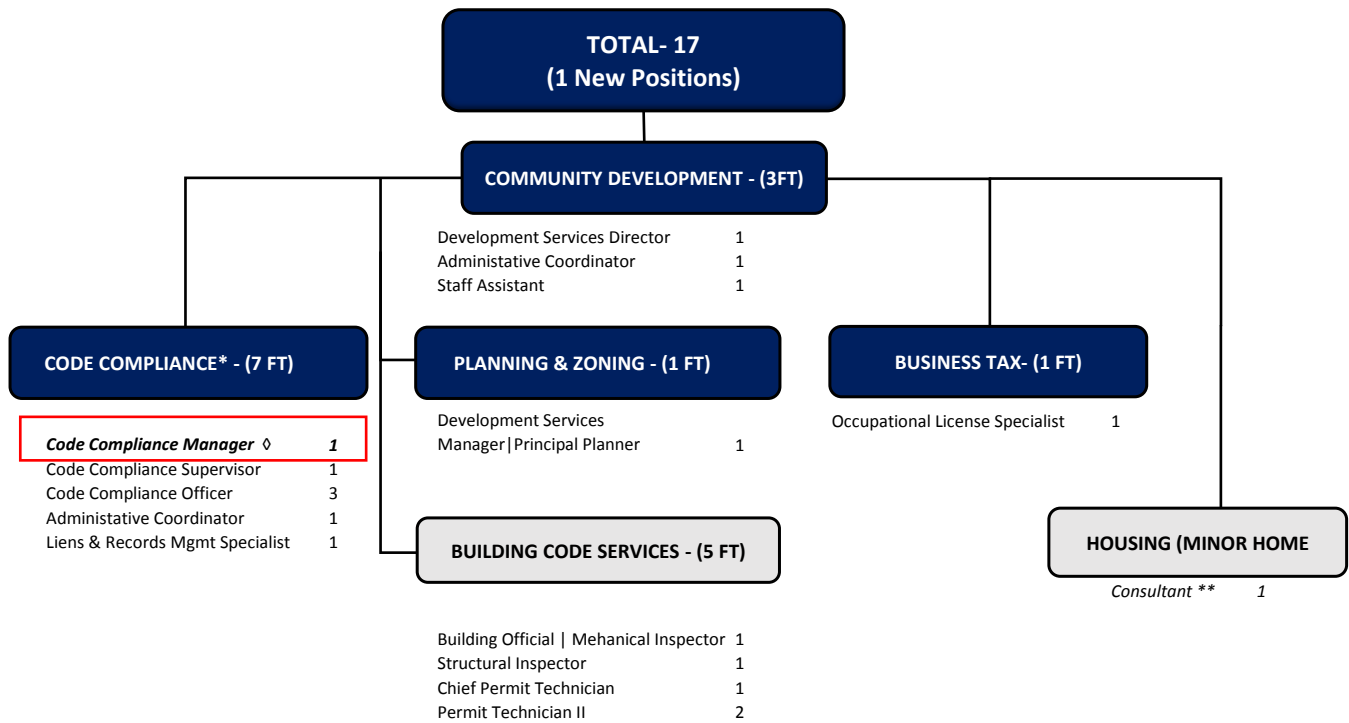 TOTAL- 17
(1 New Positions)
COMMUNITY DEVELOPMENT - (3FT)
Development Services Director 1
Administative Coordinator 1
Staff Assistant 1
CODE COMPLIANCE* - (7 FT)
Code Compliance Manager ◊ 1
Code Compliance Supervisor 1
Code Compliance Officer 3
Administative Coordinator 1
Liens & Records Mgmt Specialist 1
PLANNING & ZONING - (1 FT)
Development Services
Manager|Principal Planner 1
BUILDING CODE SERVICES - (5 FT)
Building Official | Mehanical Inspector 1
Structural Inspector 1
Chief Permit Technician 1
Permit Technician II 2
BUSINESS TAX- (1 FT)
Occupational License Specialist 1
HOUSING (MINOR HOME
Consultant ** 1